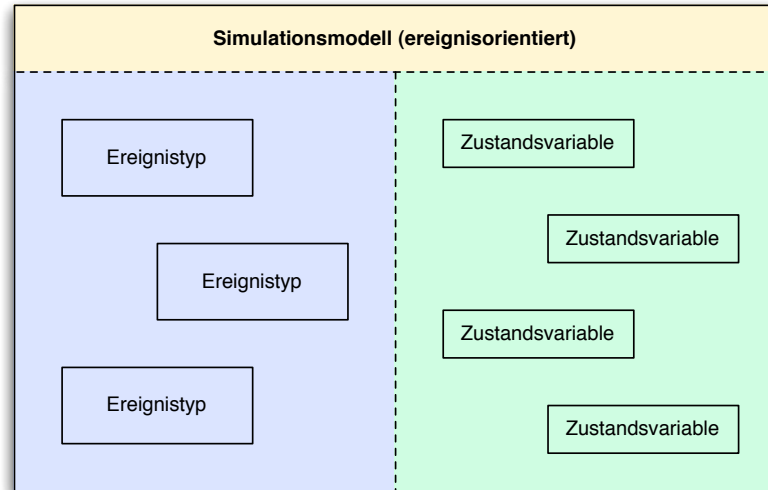 Simulationsmodell (ereignisorientiert)
Ereignistyp
Ereignistyp
Ereignistyp
Zustandsvariable
Zustandsvariable
Zustandsvariable
Zustandsvariable